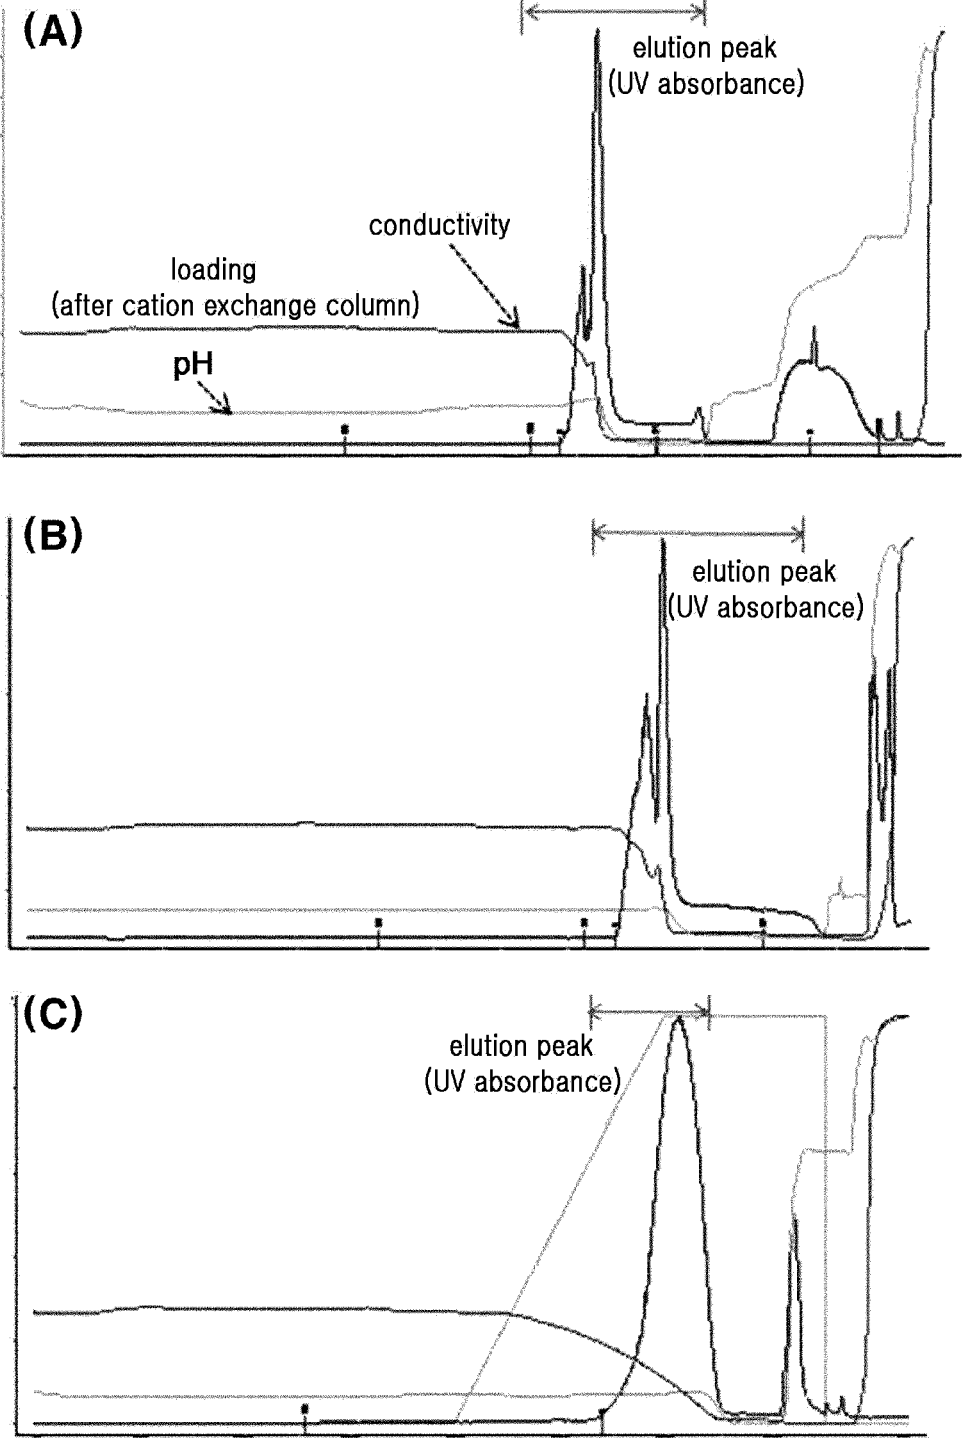 (A)
elution peak
(UV absorbance)
conductivity
loading
(after cation exchange column)
pH
(B)
elution peak
(UV absorbance)
(C)
elution peak
(UV absorbance)